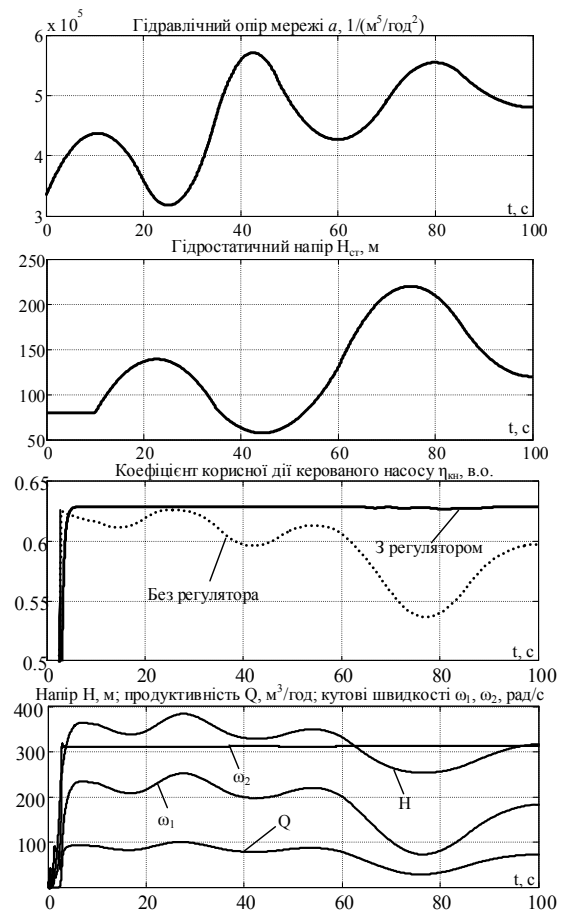 Гідравлічний опір мережі a, 1/(м⁵/год²)
x 10⁵
6
5
4
3
0 20 40 60 80 100
t, с
Гідростатичний напір Hст, м
250
200
150
100
50
0 20 40 60 80 100
t, с
Коефіцієнт корисної дії керованого насосу ηкн, в.о.
0.65
0.6
0.55
0.5
З регулятором
Без регулятора
t, с
0 20 40 60 80 100
Напір Н, м; продуктивність Q, м³/год; кутові швидкості ω₁, ω₂, рад/с
400
300
200
100
ω₂
H
ω₁
Q
t, с
0 20 40 60 80 100